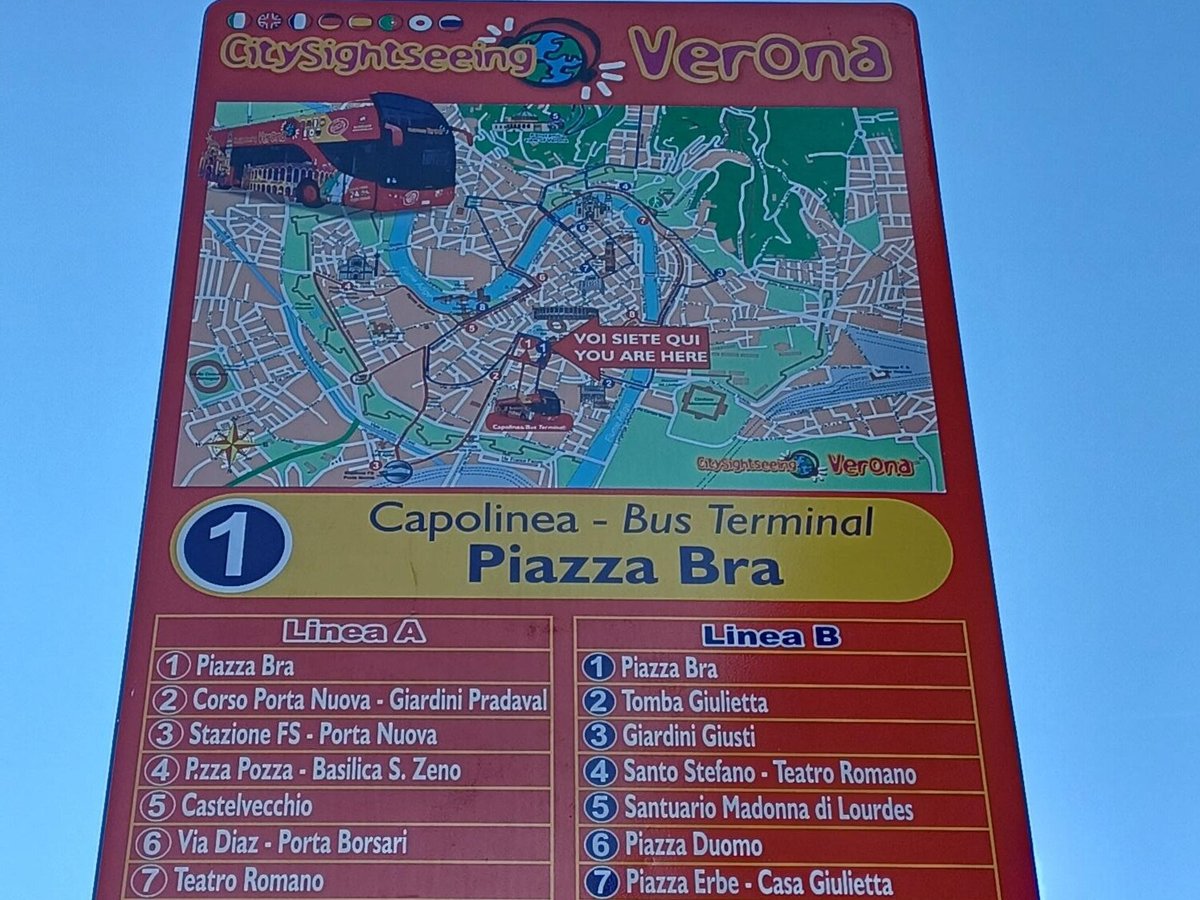 CitySightseeing Verona
VOI SIETE QUI
YOU ARE HERE
Capolinea/Bus Terminal
CitySightseeing Verona
1
Capolinea - Bus Terminal
Piazza Bra
Linea A
1 Piazza Bra
2 Corso Porta Nuova - Giardini Pradaval
3 Stazione FS - Porta Nuova
4 P.zza Pozza - Basilica S. Zeno
5 Castelvecchio
6 Via Diaz - Porta Borsari
7 Teatro Romano
Linea B
1 Piazza Bra
2 Tomba Giulietta
3 Giardini Giusti
4 Santo Stefano - Teatro Romano
5 Santuario Madonna di Lourdes
6 Piazza Duomo
7 Piazza Erbe - Casa Giulietta